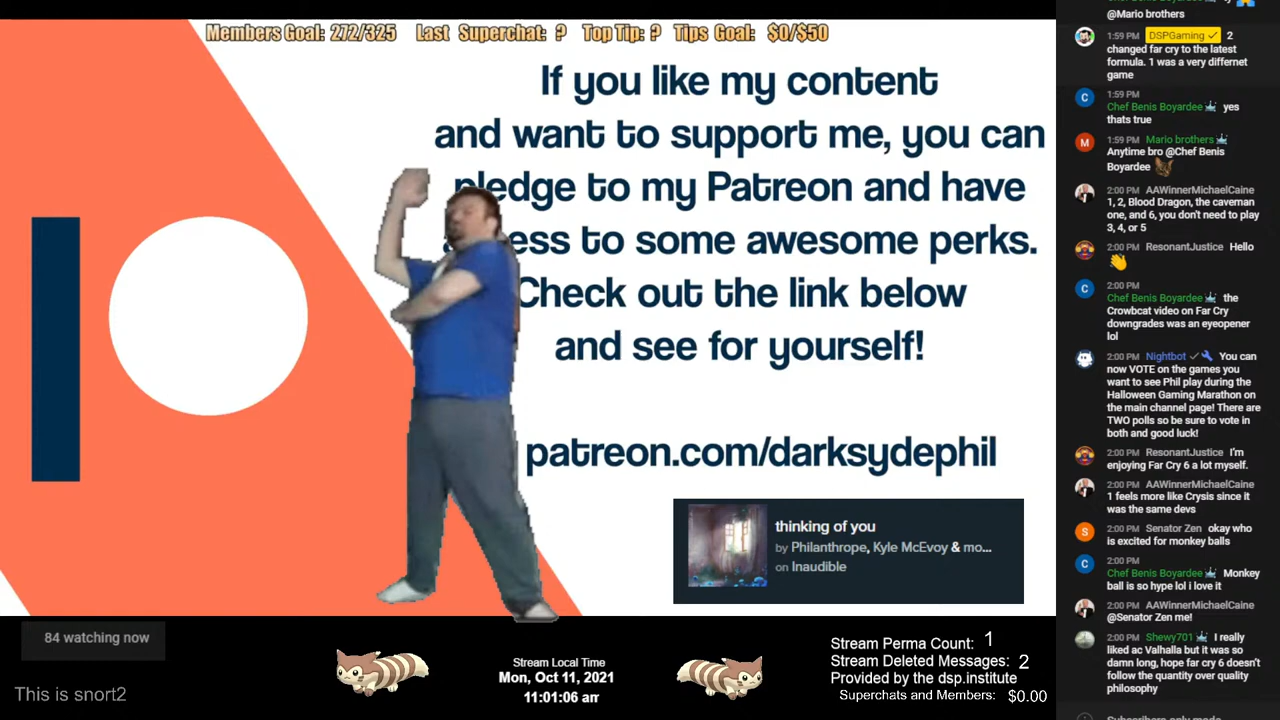 Members Goal: 272/325 Last Superchat: ? Top Tip: ? Tips Goal: $0/$50
If you like my content
and want to support me, you can
pledge to my Patreon and have
ess to some awesome perks.
Check out the link below
and see for yourself!
patreon.com/darksydephil
thinking of you
by Philanthrope, Kyle McEvoy & mo...
on Inaudible
84 watching now
This is snort2
Stream Local Time
Mon, Oct 11, 2021
11:01:06 am
Stream Perma Count: 1
Stream Deleted Messages: 2
Provided by the dsp.institute
Superchats and Members: $0.00
@Mario brothers
1:59 PM DSPGaming 2
changed far cry to the latest
formula. 1 was a very differnet
game
1:59 PM
Chef Benis Boyardee yes
thats true
1:59 PM Mario brothers
Anytime bro @Chef Benis
Boyardee
2:00 PM AAWinnerMichaelCaine
1, 2, Blood Dragon, the caveman
one, and 6, you don't need to play
3, 4, or 5
2:00 PM ResonantJustice Hello
2:00 PM
Chef Benis Boyardee the
Crowbcat video on Far Cry
downgrades was an eyeopener
lol
2:00 PM Nightbot You can
now VOTE on the games you
want to see Phil play during the
Halloween Gaming Marathon on
the main channel page! There are
TWO polls so be sure to vote in
both and good luck!
2:00 PM ResonantJustice I'm
enjoying Far Cry 6 a lot myself.
2:00 PM AAWinnerMichaelCaine
1 feels more like Crysis since it
was the same devs
2:00 PM Senator Zen okay who
is excited for monkey balls
2:00 PM
Chef Benis Boyardee Monkey
ball is so hype lol i love it
2:00 PM AAWinnerMichaelCaine
@Senator Zen me!
2:00 PM Shewy701 I really
liked ac Valhalla but it was so
damn long, hope far cry 6 doesn't
follow the quantity over quality
philosophy